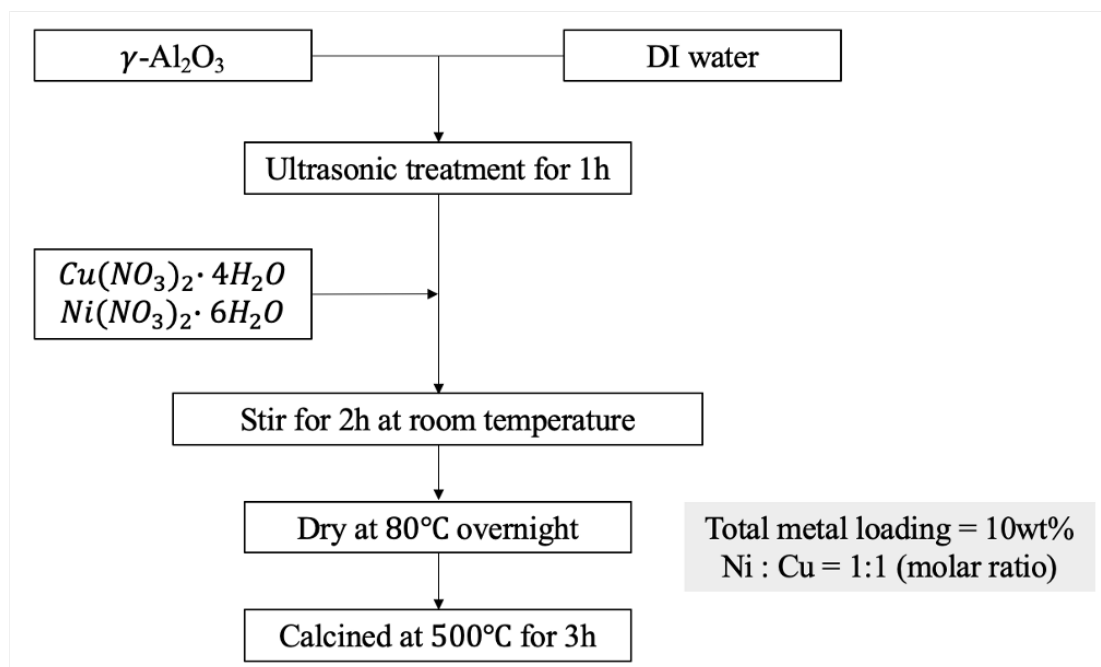 γ-Al₂O₃
DI water
Ultrasonic treatment for 1h
Cu(NO₃)₂· 4H₂O
Ni(NO₃)₂· 6H₂O
Stir for 2h at room temperature
Dry at 80°C overnight
Total metal loading = 10wt%
Ni : Cu = 1:1 (molar ratio)
Calcined at 500°C for 3h